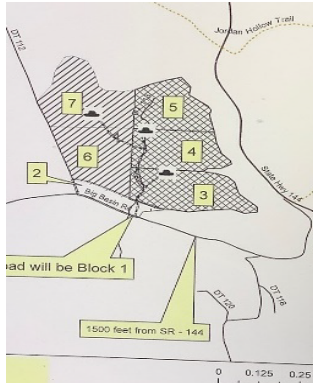 Jordan Hollow Trail
DT 112
7
5
4
6
2
3
State Hwy 144
Big Basin R
oad will be Block 1
DT 120
DT 116
1500 feet from SR - 144
0 0.125 0.25